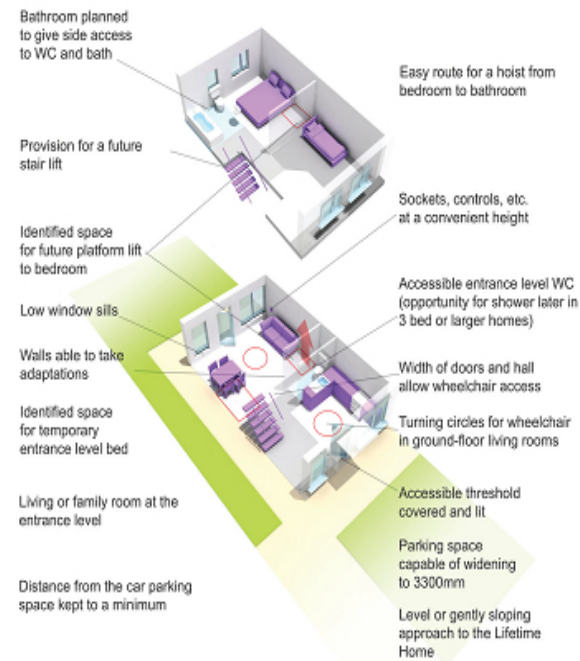 Bathroom planned
to give side access
to WC and bath
Provision for a future
stair lift
Identified space
for future platform lift
to bedroom
Low window sills
Walls able to take
adaptations
Identified space
for temporary
entrance level bed
Living or family room at the
entrance level
Distance from the car parking
space kept to a minimum
Easy route for a hoist from
bedroom to bathroom
Sockets, controls, etc.
at a convenient height
Accessible entrance level WC
(opportunity for shower later in
3 bed or larger homes)
Width of doors and hall
allow wheelchair access
Turning circles for wheelchair
in ground-floor living rooms
Accessible threshold
covered and lit
Parking space
capable of widening
to 3300mm
Level or gently sloping
approach to the Lifetime
Home